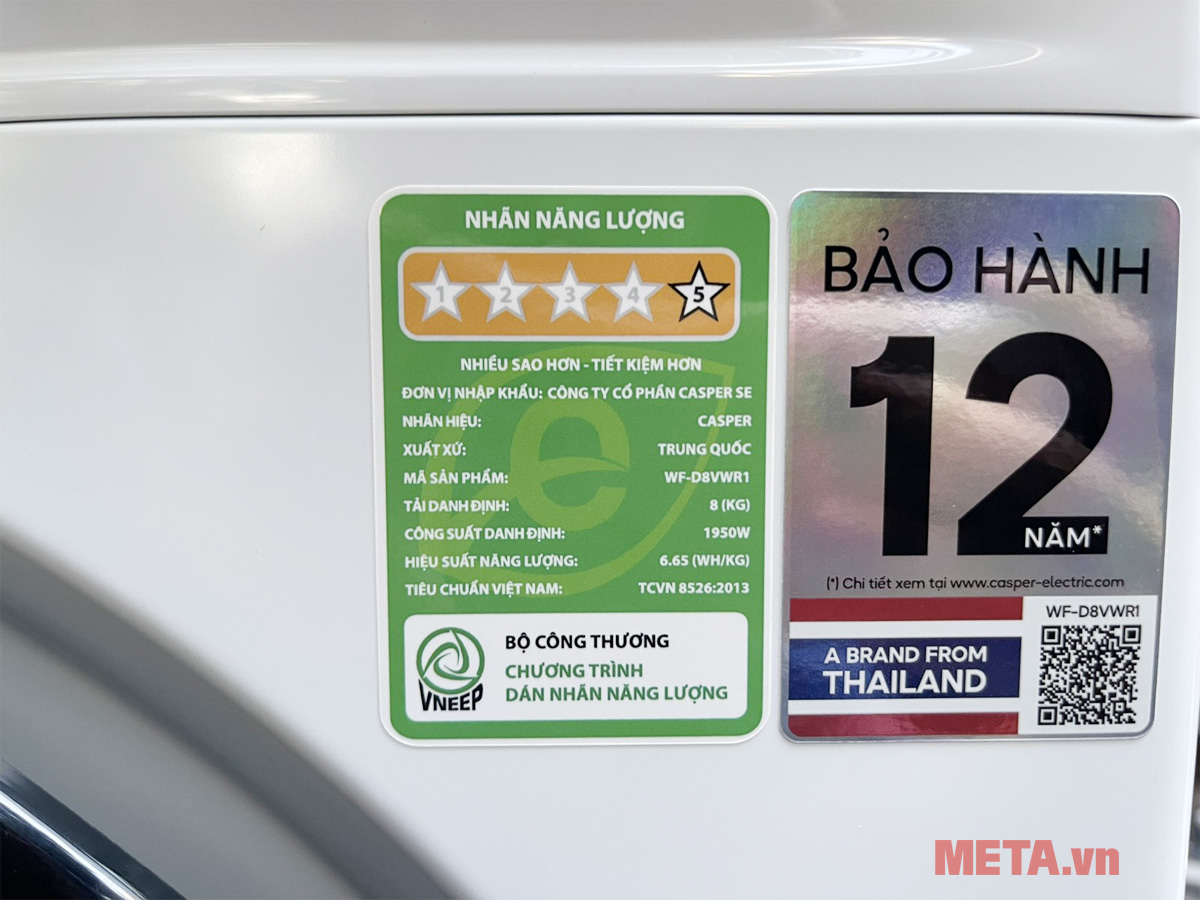 NHÃN NĂNG LƯỢNG
1 2 3 4 5
NHIỀU SAO HƠN - TIẾT KIỆM HƠN
ĐƠN VỊ NHẬP KHẨU: CÔNG TY CỔ PHẦN CASPER SE
NHÃN HIỆU: CASPER
XUẤT XỨ: TRUNG QUỐC
MÃ SẢN PHẨM: WF-D8VWR1
TẢI DANH ĐỊNH: 8 (KG)
CÔNG SUẤT DANH ĐỊNH: 1950W
HIỆU SUẤT NĂNG LƯỢNG: 6.65 (WH/KG)
TIÊU CHUẨN VIỆT NAM: TCVN 8526:2013
VNEEP
BỘ CÔNG THƯƠNG
CHƯƠNG TRÌNH
DÁN NHÃN NĂNG LƯỢNG
BẢO HÀNH
12
NĂM*
(*) Chi tiết xem tại www.casper-electric.com
WF-D8VWR1
A BRAND FROM
THAILAND
META.vn